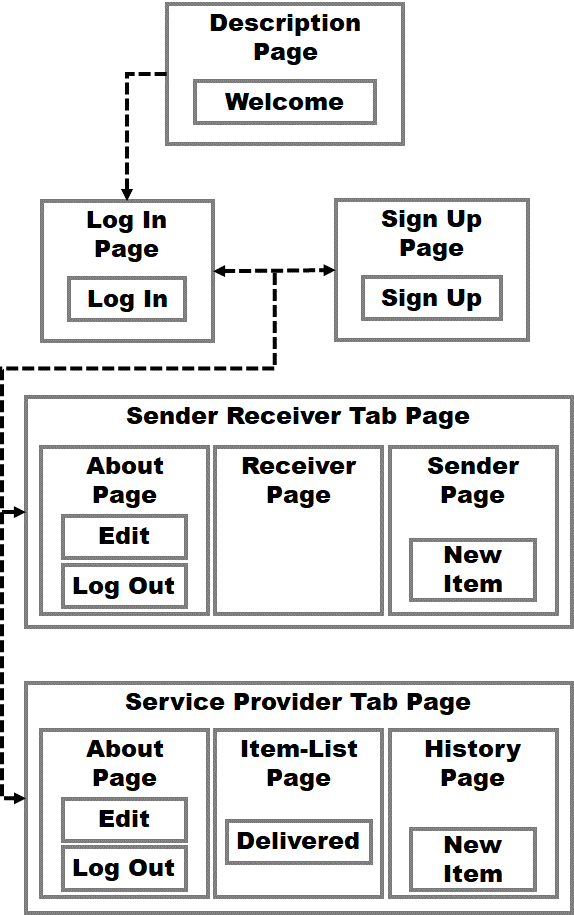 Description
Page
Welcome
Log In
Page
Log In
Sign Up
Page
Sign Up
Sender Receiver Tab Page
About
Page
Edit
Log Out
Receiver
Page
Sender
Page
New
Item
Service Provider Tab Page
About
Page
Edit
Log Out
Item-List
Page
Delivered
History
Page
New
Item